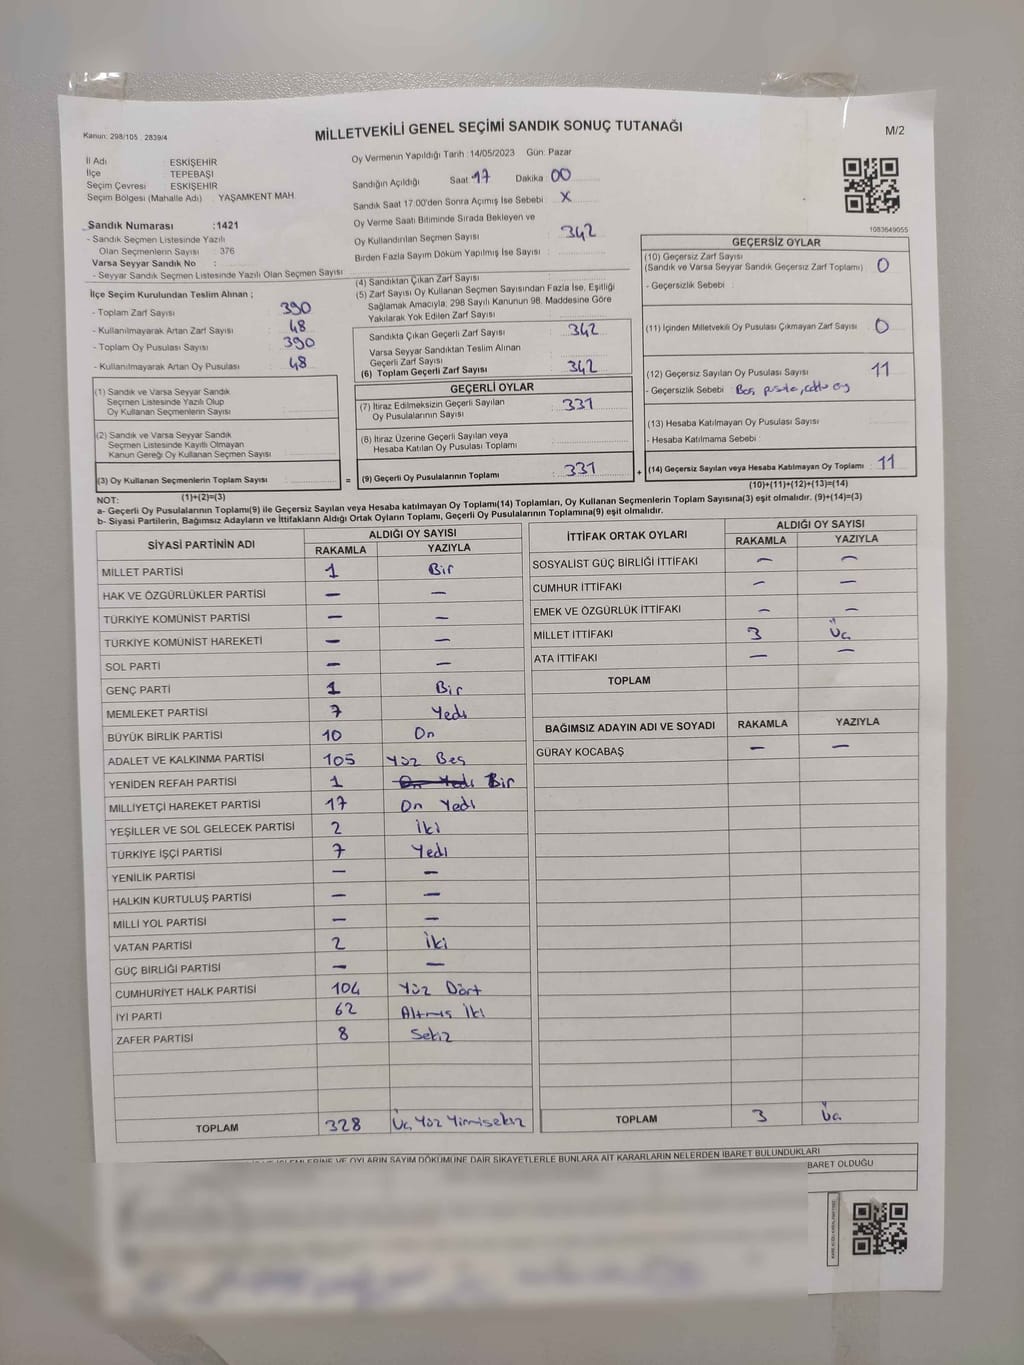 Kanun: 298/105 , 2839/4
MİLLETVEKİLİ GENEL SEÇİMİ SANDIK SONUÇ TUTANAĞI
M/2
İl Adı : ESKİŞEHİR
İlçe : TEPEBAŞI
Seçim Çevresi : ESKİŞEHİR
Seçim Bölgesi (Mahalle Adı) : YAŞAMKENT MAH
Sandık Numarası :1421
- Sandık Seçmen Listesinde Yazılı
Olan Seçmenlerin Sayısı : 376
Varsa Seyyar Sandık No :
- Seyyar Sandık Seçmen Listesinde Yazılı Olan Seçmen Sayısı :
Oy Vermenin Yapıldığı Tarih :14/05/2023 Gün: Pazar
Sandığın Açıldığı Saat 17 Dakika 00
Sandık Saat 17:00'den Sonra Açımış İse Sebebi : X
Oy Verme Saati Bitiminde Sırada Bekleyen ve
Oy Kullandırılan Seçmen Sayısı : 342
Birden Fazla Sayım Döküm Yapılmış İse Sayısı :
1083649055
İlçe Seçim Kurulundan Teslim Alınan ;
- Toplam Zarf Sayısı : 390
- Kullanılmayarak Artan Zarf Sayısı : 48
- Toplam Oy Pusulası Sayısı : 390
- Kullanılmayarak Artan Oy Pusulası : 48
(1) Sandık ve Varsa Seyyar Sandık
Seçmen Listesinde Yazılı Olup
Oy Kullanan Seçmenlerin Sayısı :
(2) Sandık ve Varsa Seyyar Sandık
Seçmen Listesinde Kayıtlı Olmayan
Kanun Gereği Oy Kullanan Seçmen Sayısı :
(3) Oy Kullanan Seçmenlerin Toplam Sayısı :
(4) Sandıktan Çıkan Zarf Sayısı :
(5) Zarf Sayısı Oy Kullanan Seçmen Sayısından Fazla İse, Eşitliği
Sağlamak Amacıyla, 298 Sayılı Kanunun 98. Maddesine Göre
Yakılarak Yok Edilen Zarf Sayısı :
Sandıkta Çıkan Geçerli Zarf Sayısı : 342
Varsa Seyyar Sandıktan Teslim Alınan
Geçerli Zarf Sayısı :
(6) Toplam Geçerli Zarf Sayısı : 342
GEÇERLİ OYLAR
(7) İtiraz Edilmeksizin Geçerli Sayılan
Oy Pusulalarının Sayısı : 331
(8) İtiraz Üzerine Geçerli Sayılan veya
Hesaba Katılan Oy Pusulası Toplamı :
= (9) Geçerli Oy Pusulalarının Toplamı : 331
GEÇERSİZ OYLAR
(10) Geçersiz Zarf Sayısı
(Sandık ve Varsa Seyyar Sandık Geçersiz Zarf Toplamı) : 0
- Geçersizlik Sebebi :
(11) İçinden Milletvekili Oy Pusulası Çıkmayan Zarf Sayısı : 0
(12) Geçersiz Sayılan Oy Pusulası Sayısı : 11
- Geçersizlik Sebebi : Boş pusula,
(13) Hesaba Katılmayan Oy Pusulası Sayısı :
- Hesaba Katılmama Sebebi :
+ (14) Geçersiz Sayılan veya Hesaba Katılmayan Oy Toplamı : 11
NOT: (1)+(2)=(3)
(10)+(11)+(12)+(13)=(14)
a- Geçerli Oy Pusulalarının Toplamı(9) ile Geçersiz Sayılan veya Hesaba katılmayan Oy Toplamı(14) Toplamları, Oy Kullanan Seçmenlerin Toplam Sayısına(3) eşit olmalıdır. (9)+(14)=(3)
b- Siyasi Partilerin, Bağımsız Adayların ve İttifakların Aldığı Ortak Oyların Toplamı, Geçerli Oy Pusulalarının Toplamına(9) eşit olmalıdır.
SİYASİ PARTİNİN ADI ALDIĞI OY SAYISI
RAKAMLA YAZIYLA
MİLLET PARTİSİ 1 Bir
HAK VE ÖZGÜRLÜKLER PARTİSİ — —
TÜRKİYE KOMÜNİST PARTİSİ — —
TÜRKİYE KOMÜNİST HAREKETİ — —
SOL PARTİ — —
GENÇ PARTİ 1 Bir
MEMLEKET PARTİSİ 7 Yedi
BÜYÜK BİRLİK PARTİSİ 10 On
ADALET VE KALKINMA PARTİSİ 105 Yüz Beş
YENİDEN REFAH PARTİSİ 1 On Yedi Bir
MİLLİYETÇİ HAREKET PARTİSİ 17 On Yedi
YEŞİLLER VE SOL GELECEK PARTİSİ 2 İki
TÜRKİYE İŞÇİ PARTİSİ 7 Yedi
YENİLİK PARTİSİ — —
HALKIN KURTULUŞ PARTİSİ — —
MİLLİ YOL PARTİSİ — —
VATAN PARTİSİ 2 İki
GÜÇ BİRLİĞİ PARTİSİ — —
CUMHURİYET HALK PARTİSİ 104 Yüz Dört
İYİ PARTİ 62 Altmış İki
ZAFER PARTİSİ 8 Sekiz
TOPLAM 328 Üç Yüz Yirmisekiz
İTTİFAK ORTAK OYLARI ALDIĞI OY SAYISI
RAKAMLA YAZIYLA
SOSYALİST GÜÇ BİRLİĞİ İTTİFAKI — —
CUMHUR İTTİFAKI — —
EMEK VE ÖZGÜRLÜK İTTİFAKI — —
MİLLET İTTİFAKI 3 Üç
ATA İTTİFAKI — —
TOPLAM
BAĞIMSIZ ADAYIN ADI VE SOYADI RAKAMLA YAZIYLA
GÜRAY KOCABAŞ — —
TOPLAM 3 Üç
VE OYLARIN SAYIM DÖKÜMÜNE DAİR ŞİKAYETLERLE BUNLARA AİT KARARLARIN NELERDEN İBARET BULUNDUKLARI
İBARET OLDUĞU